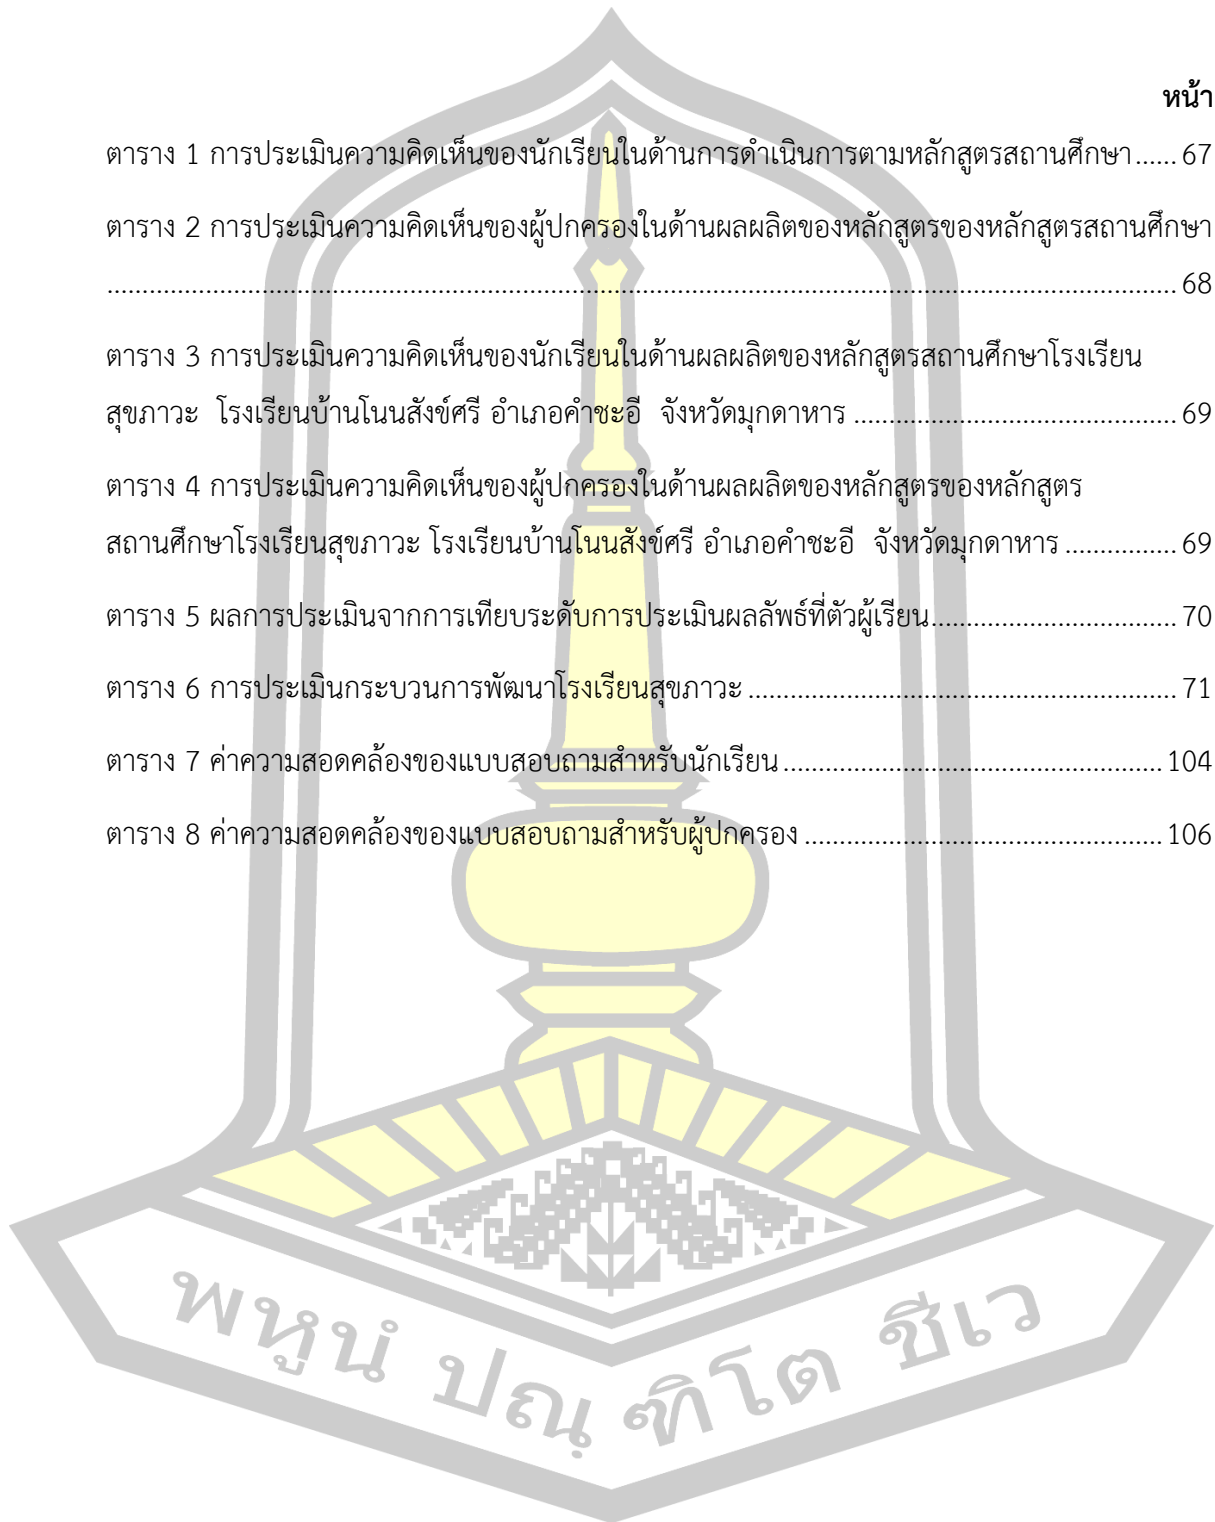 หน้า
ตาราง 1 การประเมินความคิดเห็นของนักเรียนในด้านการดำเนินการตามหลักสูตรสถานศึกษา...... 67
ตาราง 2 การประเมินความคิดเห็นของผู้ปกครองในด้านผลผลิตของหลักสูตรของหลักสูตรสถานศึกษา
......................................................................................................................................................... 68
ตาราง 3 การประเมินความคิดเห็นของนักเรียนในด้านผลผลิตของหลักสูตรสถานศึกษาโรงเรียน
สุขภาวะ  โรงเรียนบ้านโนนสังข์ศรี อำเภอคำชะอี  จังหวัดมุกดาหาร .............................................. 69
ตาราง 4 การประเมินความคิดเห็นของผู้ปกครองในด้านผลผลิตของหลักสูตรของหลักสูตร
สถานศึกษาโรงเรียนสุขภาวะ โรงเรียนบ้านโนนสังข์ศรี อำเภอคำชะอี  จังหวัดมุกดาหาร ................ 69
ตาราง 5 ผลการประเมินจากการเทียบระดับการประเมินผลลัพธ์ที่ตัวผู้เรียน................................... 70
ตาราง 6 การประเมินกระบวนการพัฒนาโรงเรียนสุขภาวะ ............................................................. 71
ตาราง 7 ค่าความสอดคล้องของแบบสอบถามสำหรับนักเรียน ...................................................... 104
ตาราง 8 ค่าความสอดคล้องของแบบสอบถามสำหรับผู้ปกครอง ................................................... 106
พหูนํ ปณฺฑิโต ชีเว